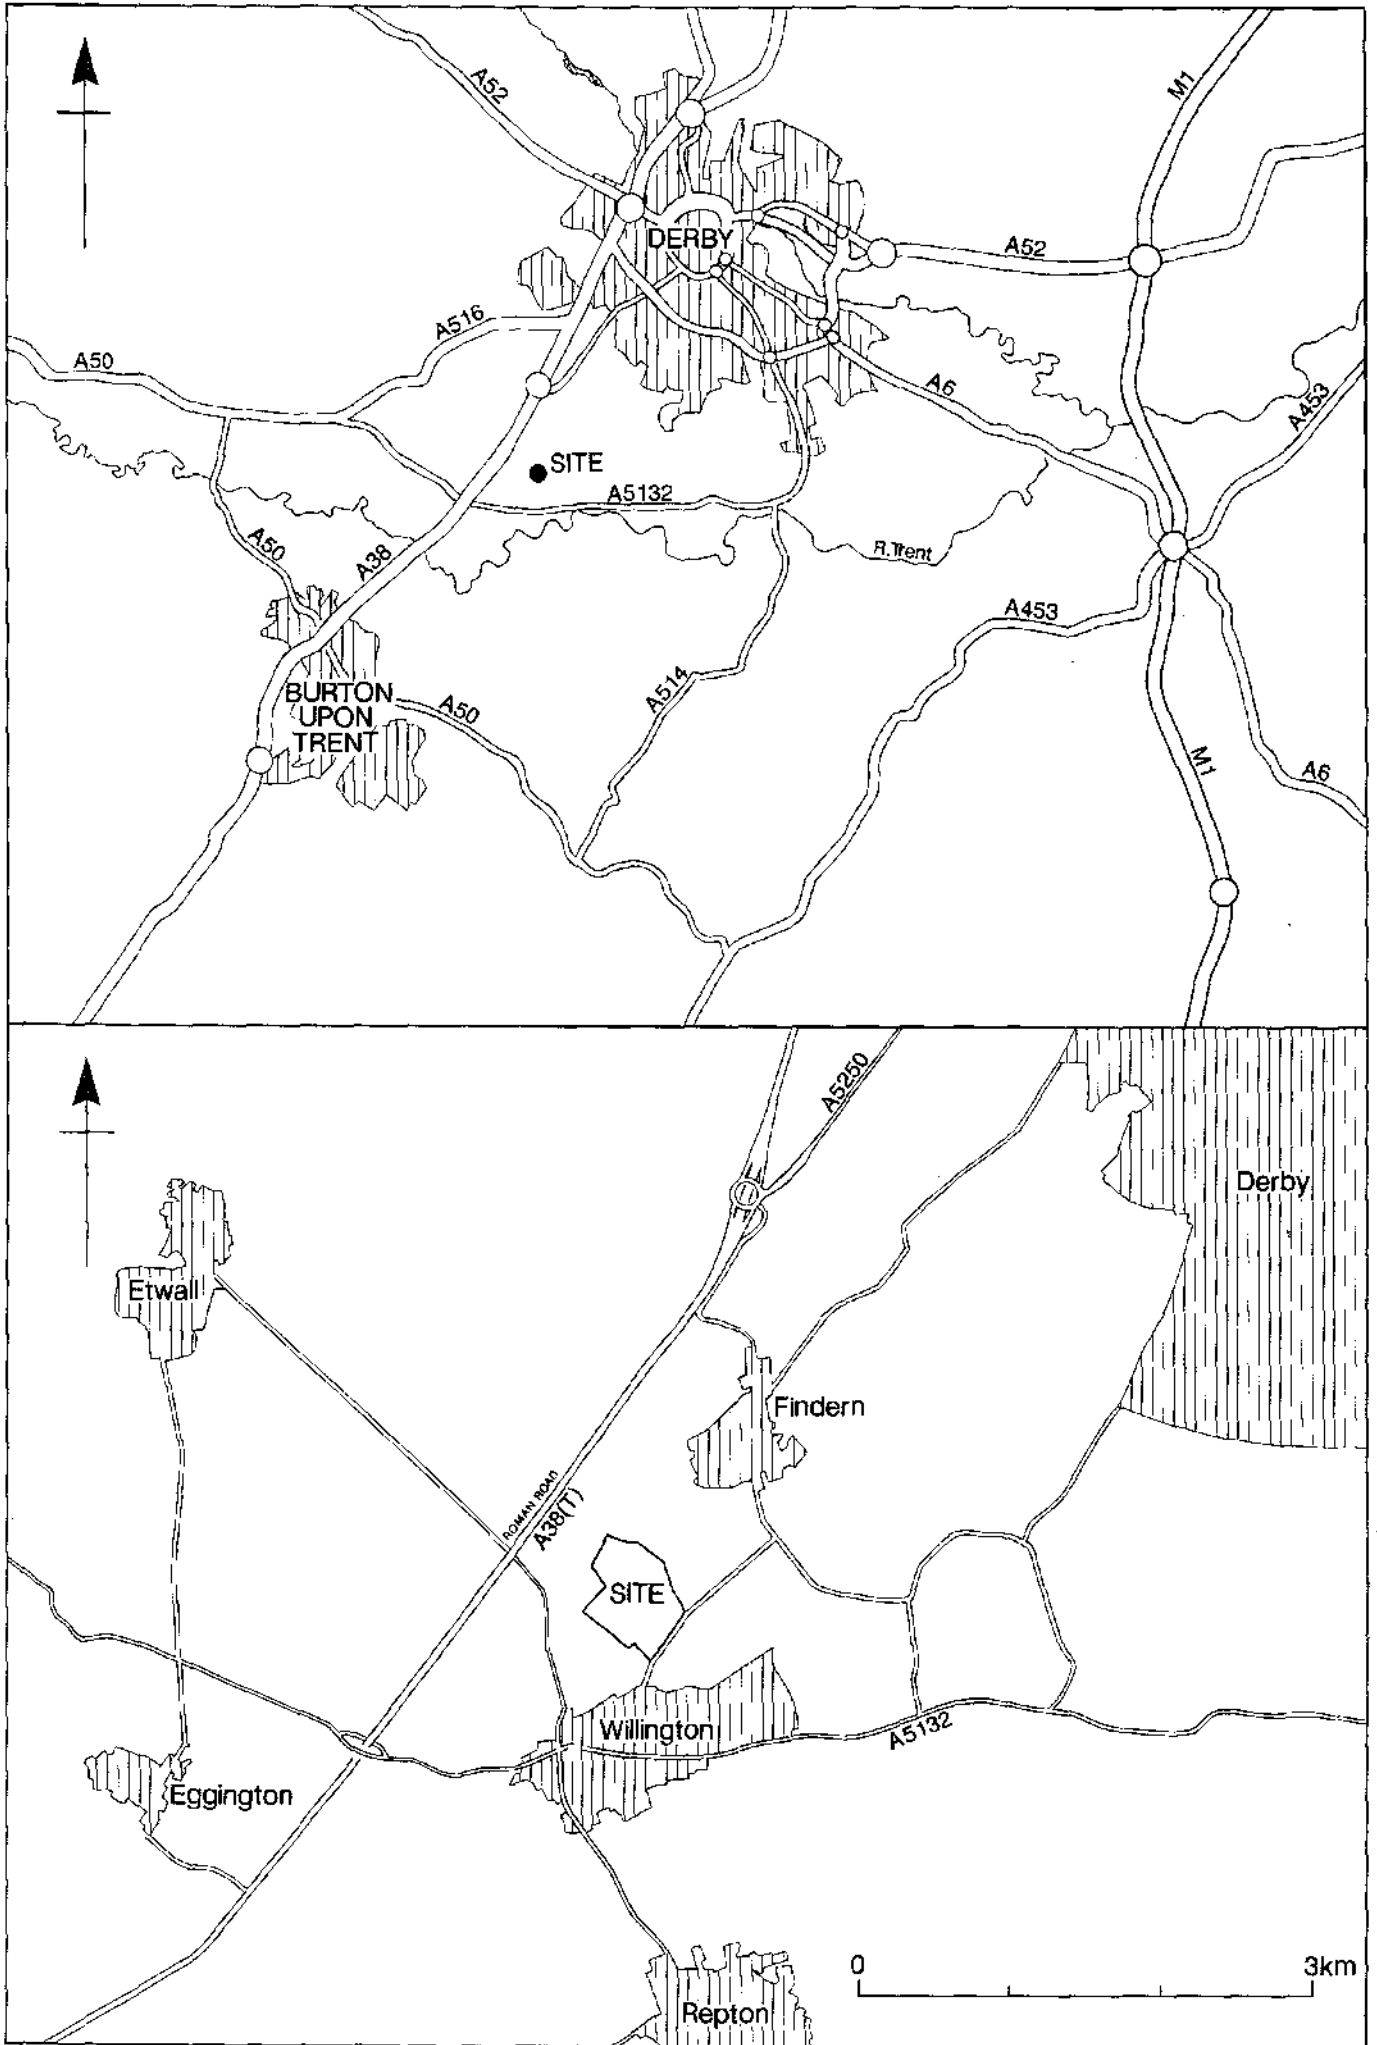 A52
M1
DERBY
A52
A516
A50
A6
A453
SITE
A5132
A50
A38
R.Trent
A453
A514
BURTON
UPON
TRENT
A50
M1
A6
A5250
Derby
Etwall
Findern
ROMAN ROAD
A38(T)
SITE
Willington
A5132
Eggington
0 3km
Repton